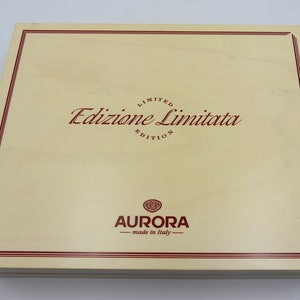 LIMITED
Edizione Limitata
EDITION
AURORA
made in Italy